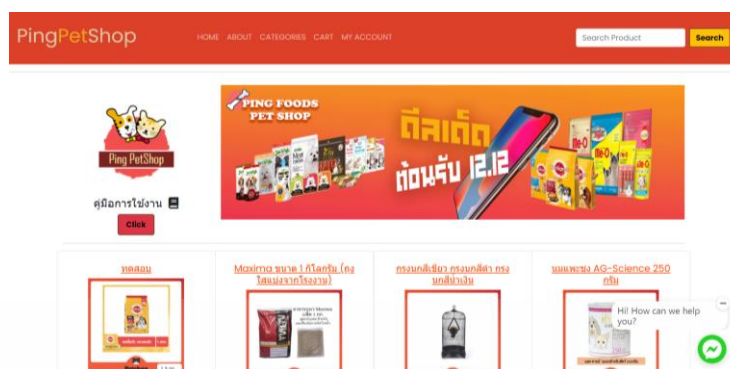 PingPetShop
HOME ABOUT CATEGORIES CART MY ACCOUNT
Search Product
Search
Ping PetShop
คู่มือการใช้งาน
Click
PING FOODS
PET SHOP
ดีลเด็ด
ต้อนรับ 12.12
ทดสอบ
Maxima ขนาด 1 กิโลกรัม (ถุง
ใสแบ่งจากโรงงาน)
กรงนกสีเขียว กรงนกสีดำ กรง
นกสีน้ำเงิน
นมแพะชง AG-Science 250
กรัม
Hi! How can we help
you?